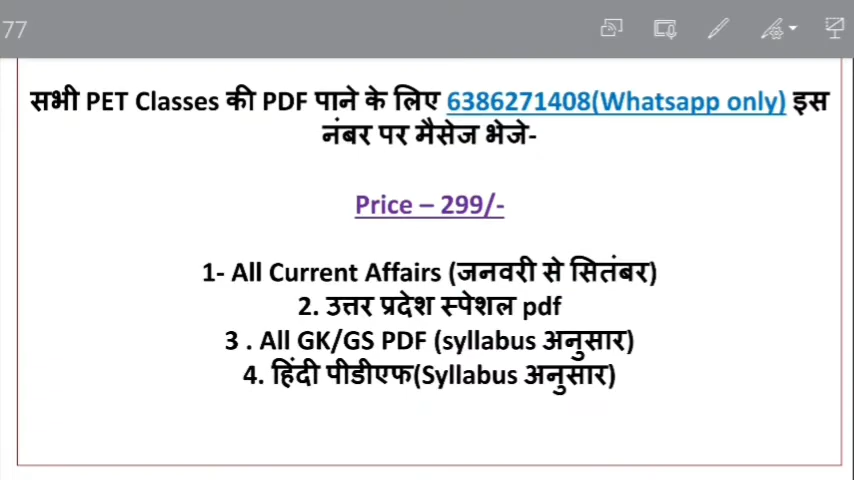 77
सभी PET Classes की PDF पाने के लिए 6386271408(Whatsapp only) इस
नंबर पर मैसेज भेजे-
Price – 299/-
1- All Current Affairs (जनवरी से सितंबर)
2. उत्तर प्रदेश स्पेशल pdf
3 . All GK/GS PDF (syllabus अनुसार)
4. हिंदी पीडीएफ(Syllabus अनुसार)